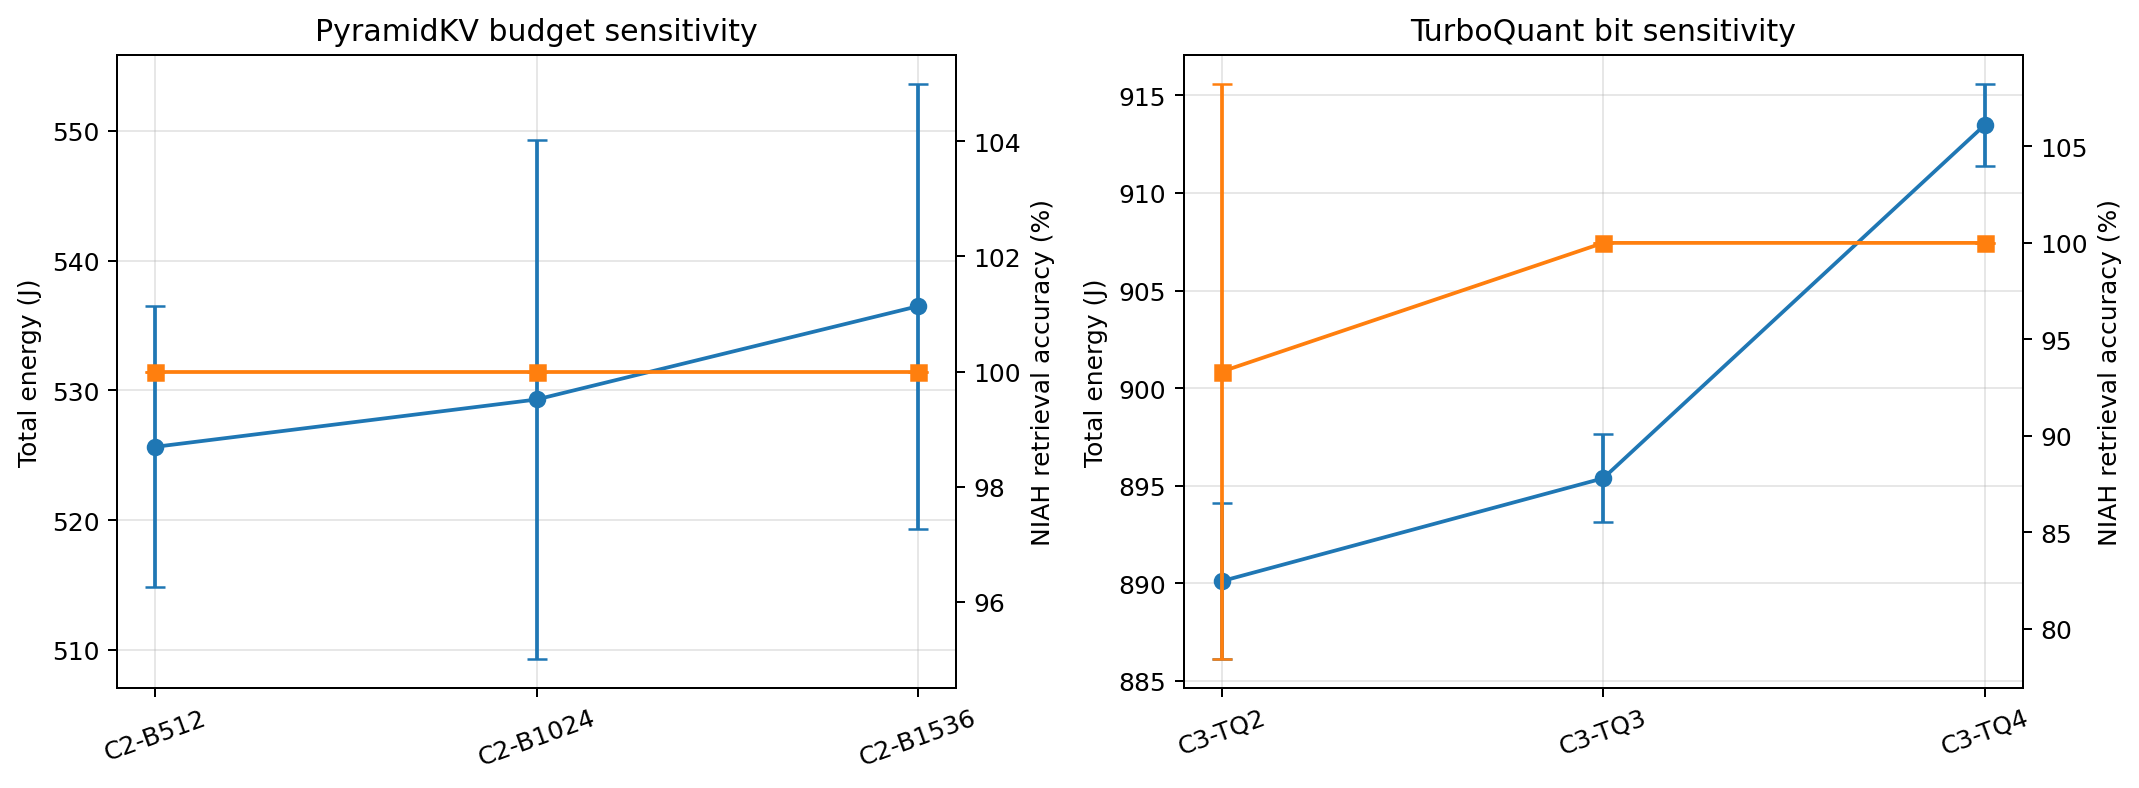 PyramidKV budget sensitivity
Total energy (J)
550
540
530
520
510
104
102
100
98
96
NIAH retrieval accuracy (%)
C2-B512
C2-B1024
C2-B1536
TurboQuant bit sensitivity
Total energy (J)
915
910
905
900
895
890
885
105
100
95
90
85
80
NIAH retrieval accuracy (%)
C3-TQ2
C3-TQ3
C3-TQ4